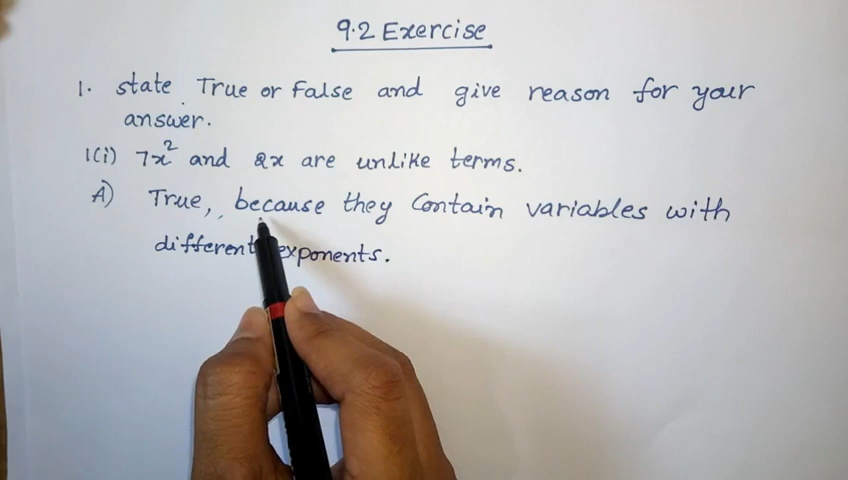 9.2 Exercise
1. state True or False and give reason for your
answer.
1(i) 7x² and 2x are unlike terms.
A) True, because they contain variables with
different exponents.